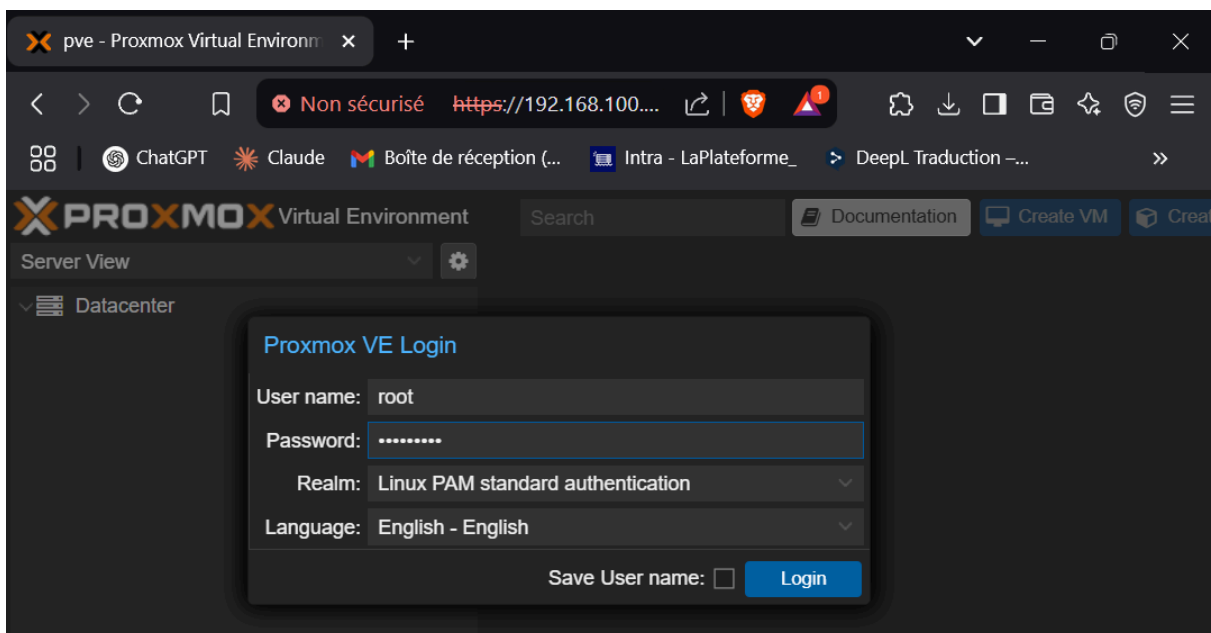 pve - Proxmox Virtual Environm
Non sécurisé https://192.168.100.... 1
ChatGPT Claude Boîte de réception (... Intra - LaPlateforme_ DeepL Traduction –... »
PROXMOX Virtual Environment Search Documentation Create VM Creat
Server View
Datacenter
Proxmox VE Login
User name: root
Password: •••••••••
Realm: Linux PAM standard authentication
Language: English - English
Save User name: Login